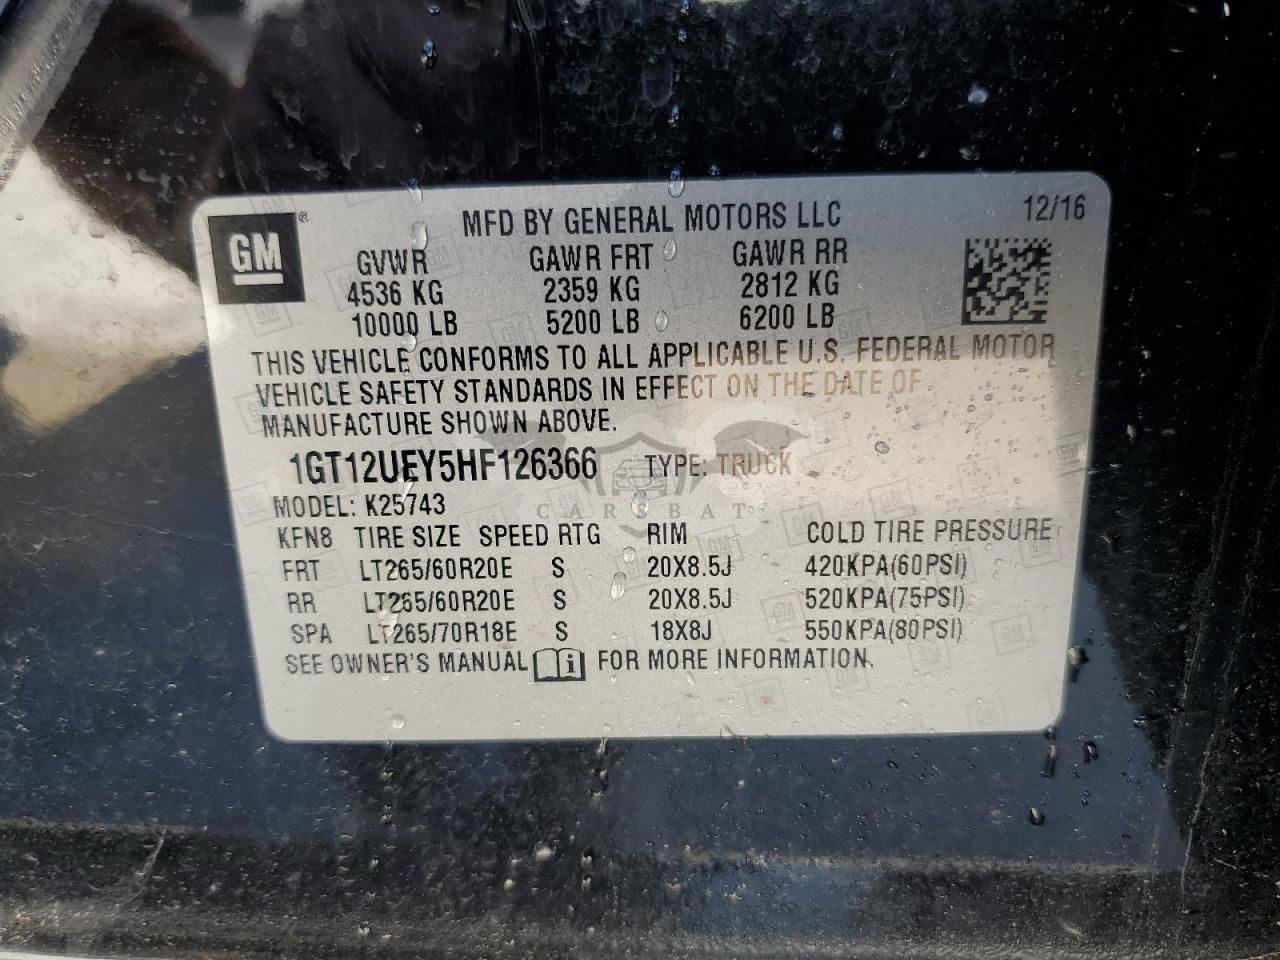 GM®
MFD BY GENERAL MOTORS LLC 12/16
GVWR GAWR FRT GAWR RR
4536 KG 2359 KG 2812 KG
10000 LB 5200 LB 6200 LB
THIS VEHICLE CONFORMS TO ALL APPLICABLE U.S. FEDERAL MOTOR
VEHICLE SAFETY STANDARDS IN EFFECT ON THE DATE OF
MANUFACTURE SHOWN ABOVE.
1GT12UEY5HF126366 TYPE: TRUCK
MODEL: K25743
CARSBAT
KFN8 TIRE SIZE SPEED RTG RIM COLD TIRE PRESSURE
FRT LT265/60R20E S 20X8.5J 420KPA(60PSI)
RR LT265/60R20E S 20X8.5J 520KPA(75PSI)
SPA LT265/70R18E S 18X8J 550KPA(80PSI)
SEE OWNER'S MANUAL i FOR MORE INFORMATION.